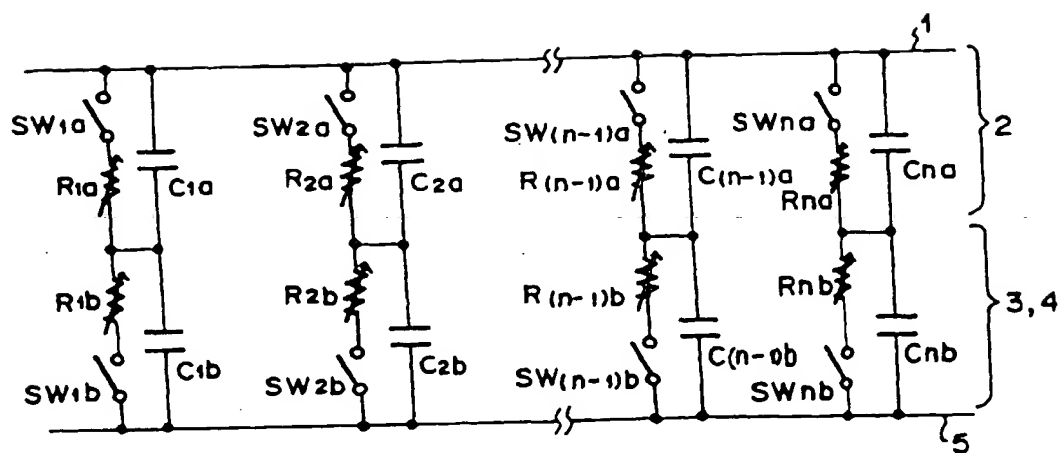 1
SW1a
R1a
C1a
SW2a
R2a
C2a
SW(n-1)a
R(n-1)a
C(n-1)a
SWna
Rna
Cna
2
R1b
C1b
SW1b
R2b
C2b
SW2b
R(n-1)b
C(n-1)b
SW(n-1)b
Rnb
Cnb
SWnb
3, 4
5